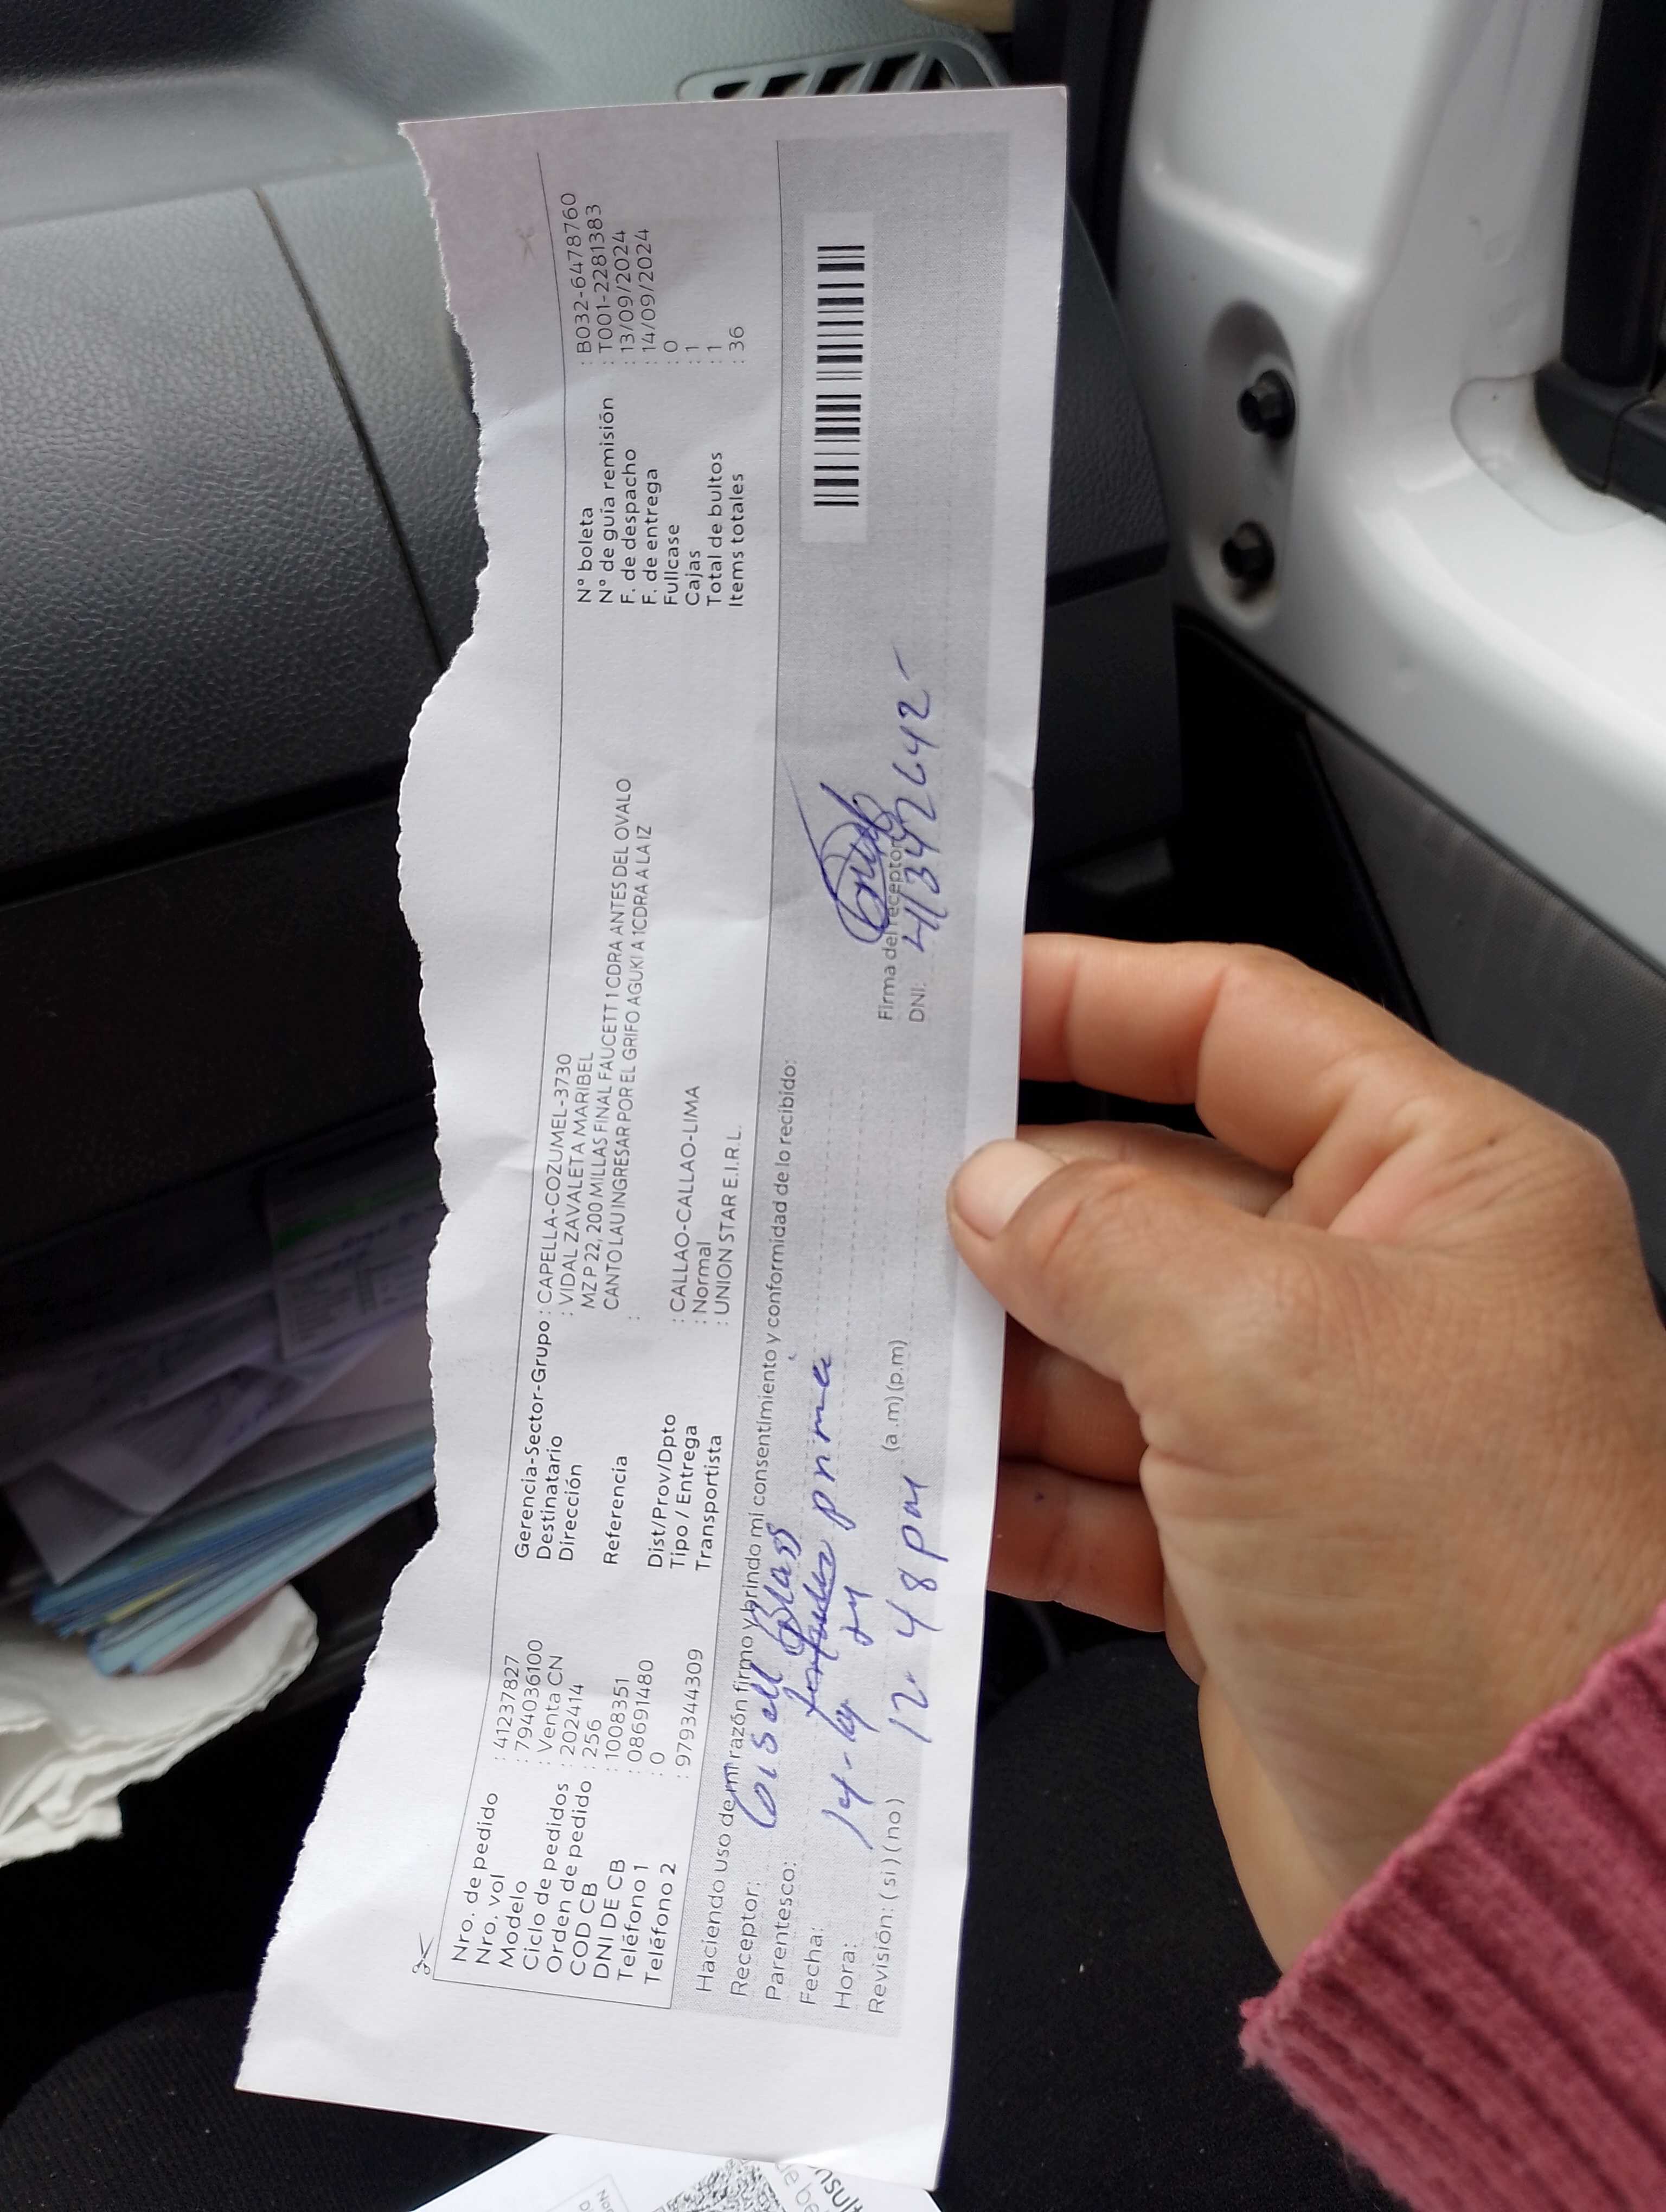 Nro. de pedido : 41237827
Nro. vol : 794036100
Modelo : Venta CN
Ciclo de pedidos : 202414
Orden de pedido : 256
COD CB : 1008351
DNI DE CB : 08691480
Teléfono 1 : 0
Teléfono 2 : 979344309
Gerencia-Sector-Grupo : CAPELLA-COZUMEL-3730
Destinatario : VIDAL ZAVALETA MARIBEL
Dirección MZ P 22, 200 MILLAS FINAL FAUCETT 1 CDRA ANTES DEL OVALO
CANTO LAU INGRESAR POR EL GRIFO AGUKI A 1CDRA A LA IZ
Referencia :
Dist/Prov/Dpto : CALLAO-CALLAO-LIMA
Tipo / Entrega : Normal
Transportista : UNION STAR E.I.R.L.
N° boleta : B032-6478760
N° de guía remisión : T001-2281383
F. de despacho : 13/09/2024
F. de entrega : 14/09/2024
Fullcase : 0
Cajas : 1
Total de bultos : 1
Items totales : 36
Haciendo uso de mi razón firmo y brindo mi consentimiento y conformidad de lo recibido:
Receptor: Gisell Blas
Parentesco: prima
Fecha: 14-09 24
Hora: 12 48 pm (a.m) (p.m)
Revisión: ( si ) ( no )
Firma del receptor
DNI: